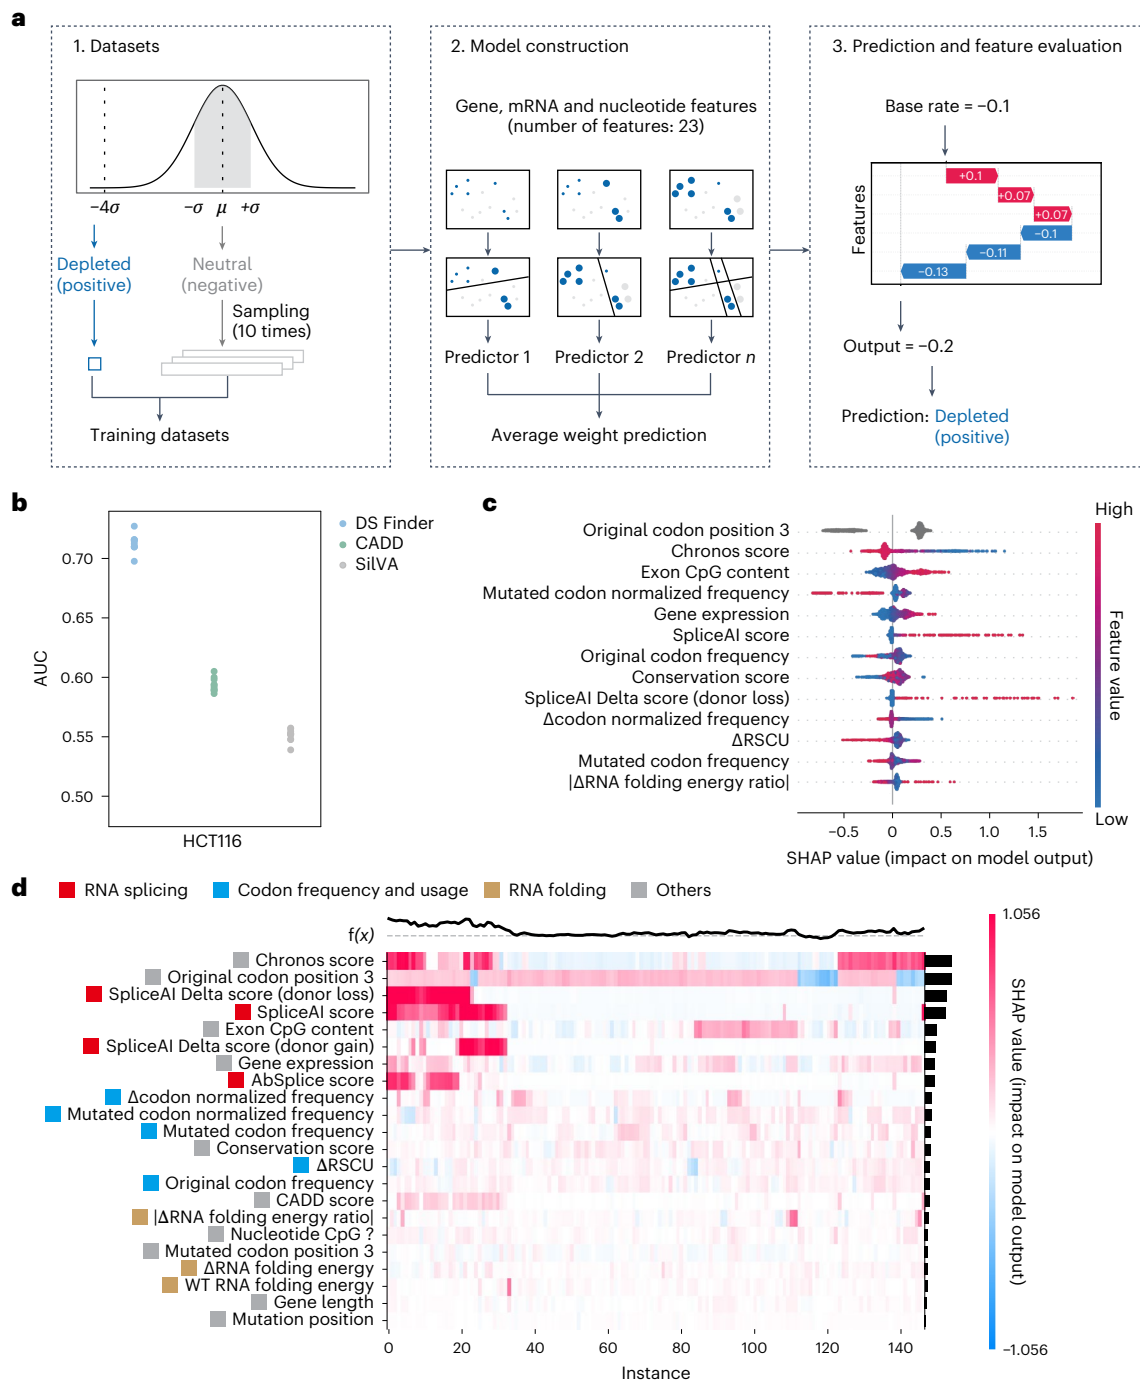 a
1. Datasets
−4σ −σ μ +σ
Depleted
(positive)
Neutral
(negative)
Sampling
(10 times)
Training datasets
2. Model construction
Gene, mRNA and nucleotide features
(number of features: 23)
Predictor 1 Predictor 2 Predictor n
Average weight prediction
3. Prediction and feature evaluation
Base rate = −0.1
Features
+0.1
+0.07
+0.07
−0.1
−0.11
−0.13
Output = −0.2
Prediction: Depleted
(positive)
b
AUC
0.70
0.65
0.60
0.55
0.50
HCT116
DS Finder
CADD
SilVA
c
Original codon position 3
Chronos score
Exon CpG content
Mutated codon normalized frequency
Gene expression
SpliceAI score
Original codon frequency
Conservation score
SpliceAI Delta score (donor loss)
Δcodon normalized frequency
ΔRSCU
Mutated codon frequency
|ΔRNA folding energy ratio|
−0.5 0 0.5 1.0 1.5
SHAP value (impact on model output)
High
Feature value
Low
d
RNA splicing Codon frequency and usage RNA folding Others
f(x)
Chronos score
Original codon position 3
SpliceAI Delta score (donor loss)
SpliceAI score
Exon CpG content
SpliceAI Delta score (donor gain)
Gene expression
AbSplice score
Δcodon normalized frequency
Mutated codon normalized frequency
Mutated codon frequency
Conservation score
ΔRSCU
Original codon frequency
CADD score
|ΔRNA folding energy ratio|
Nucleotide CpG ?
Mutated codon position 3
ΔRNA folding energy
WT RNA folding energy
Gene length
Mutation position
0 20 40 60 80 100 120 140
Instance
1.056
SHAP value (impact on model output)
−1.056